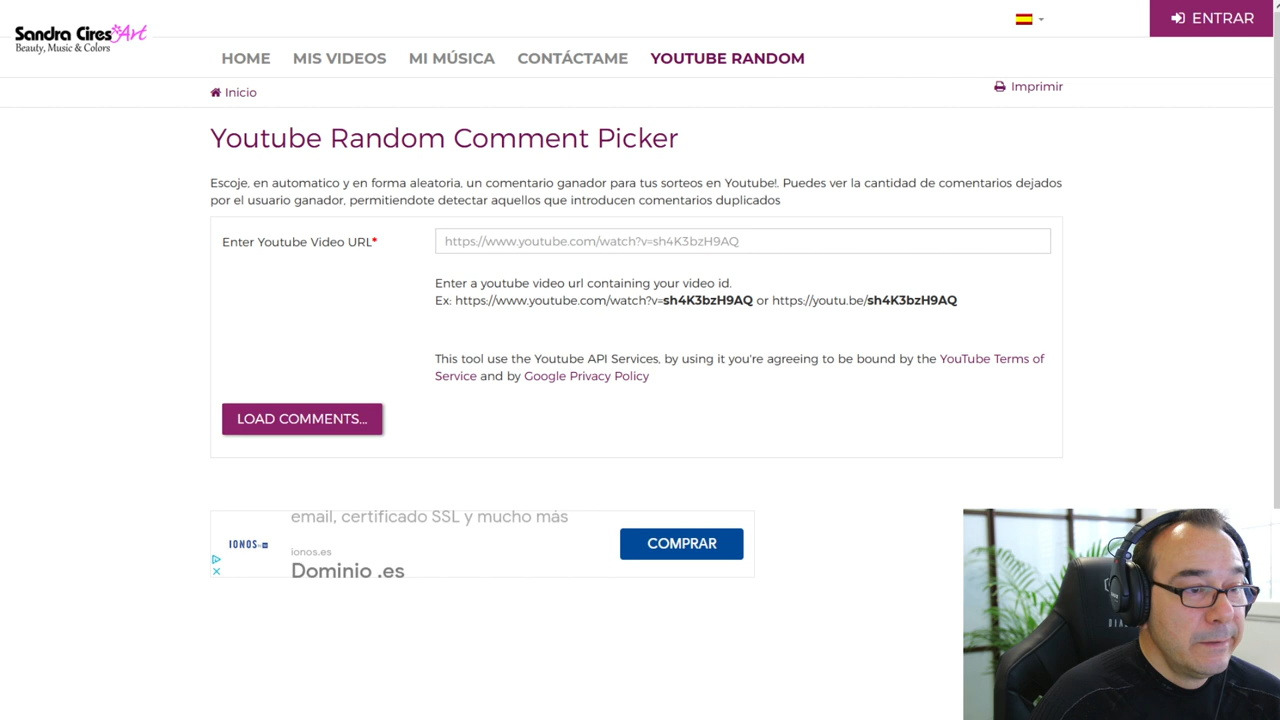 Sandra Cires Art
Beauty, Music & Colors
ENTRAR
HOME MIS VIDEOS MI MÚSICA CONTÁCTAME YOUTUBE RANDOM
Inicio
Imprimir
Youtube Random Comment Picker
Escoje, en automatico y en forma aleatoria, un comentario ganador para tus sorteos en Youtube!. Puedes ver la cantidad de comentarios dejados
por el usuario ganador, permitiendote detectar aquellos que introducen comentarios duplicados
Enter Youtube Video URL*
https://www.youtube.com/watch?v=sh4K3bzH9AQ
Enter a youtube video url containing your video id.
Ex: https://www.youtube.com/watch?v=sh4K3bzH9AQ or https://youtu.be/sh4K3bzH9AQ
This tool use the Youtube API Services, by using it you're agreeing to be bound by the YouTube Terms of
Service and by Google Privacy Policy
LOAD COMMENTS...
email, certificado SSL y mucho más
IONOS
ionos.es
Dominio .es
COMPRAR